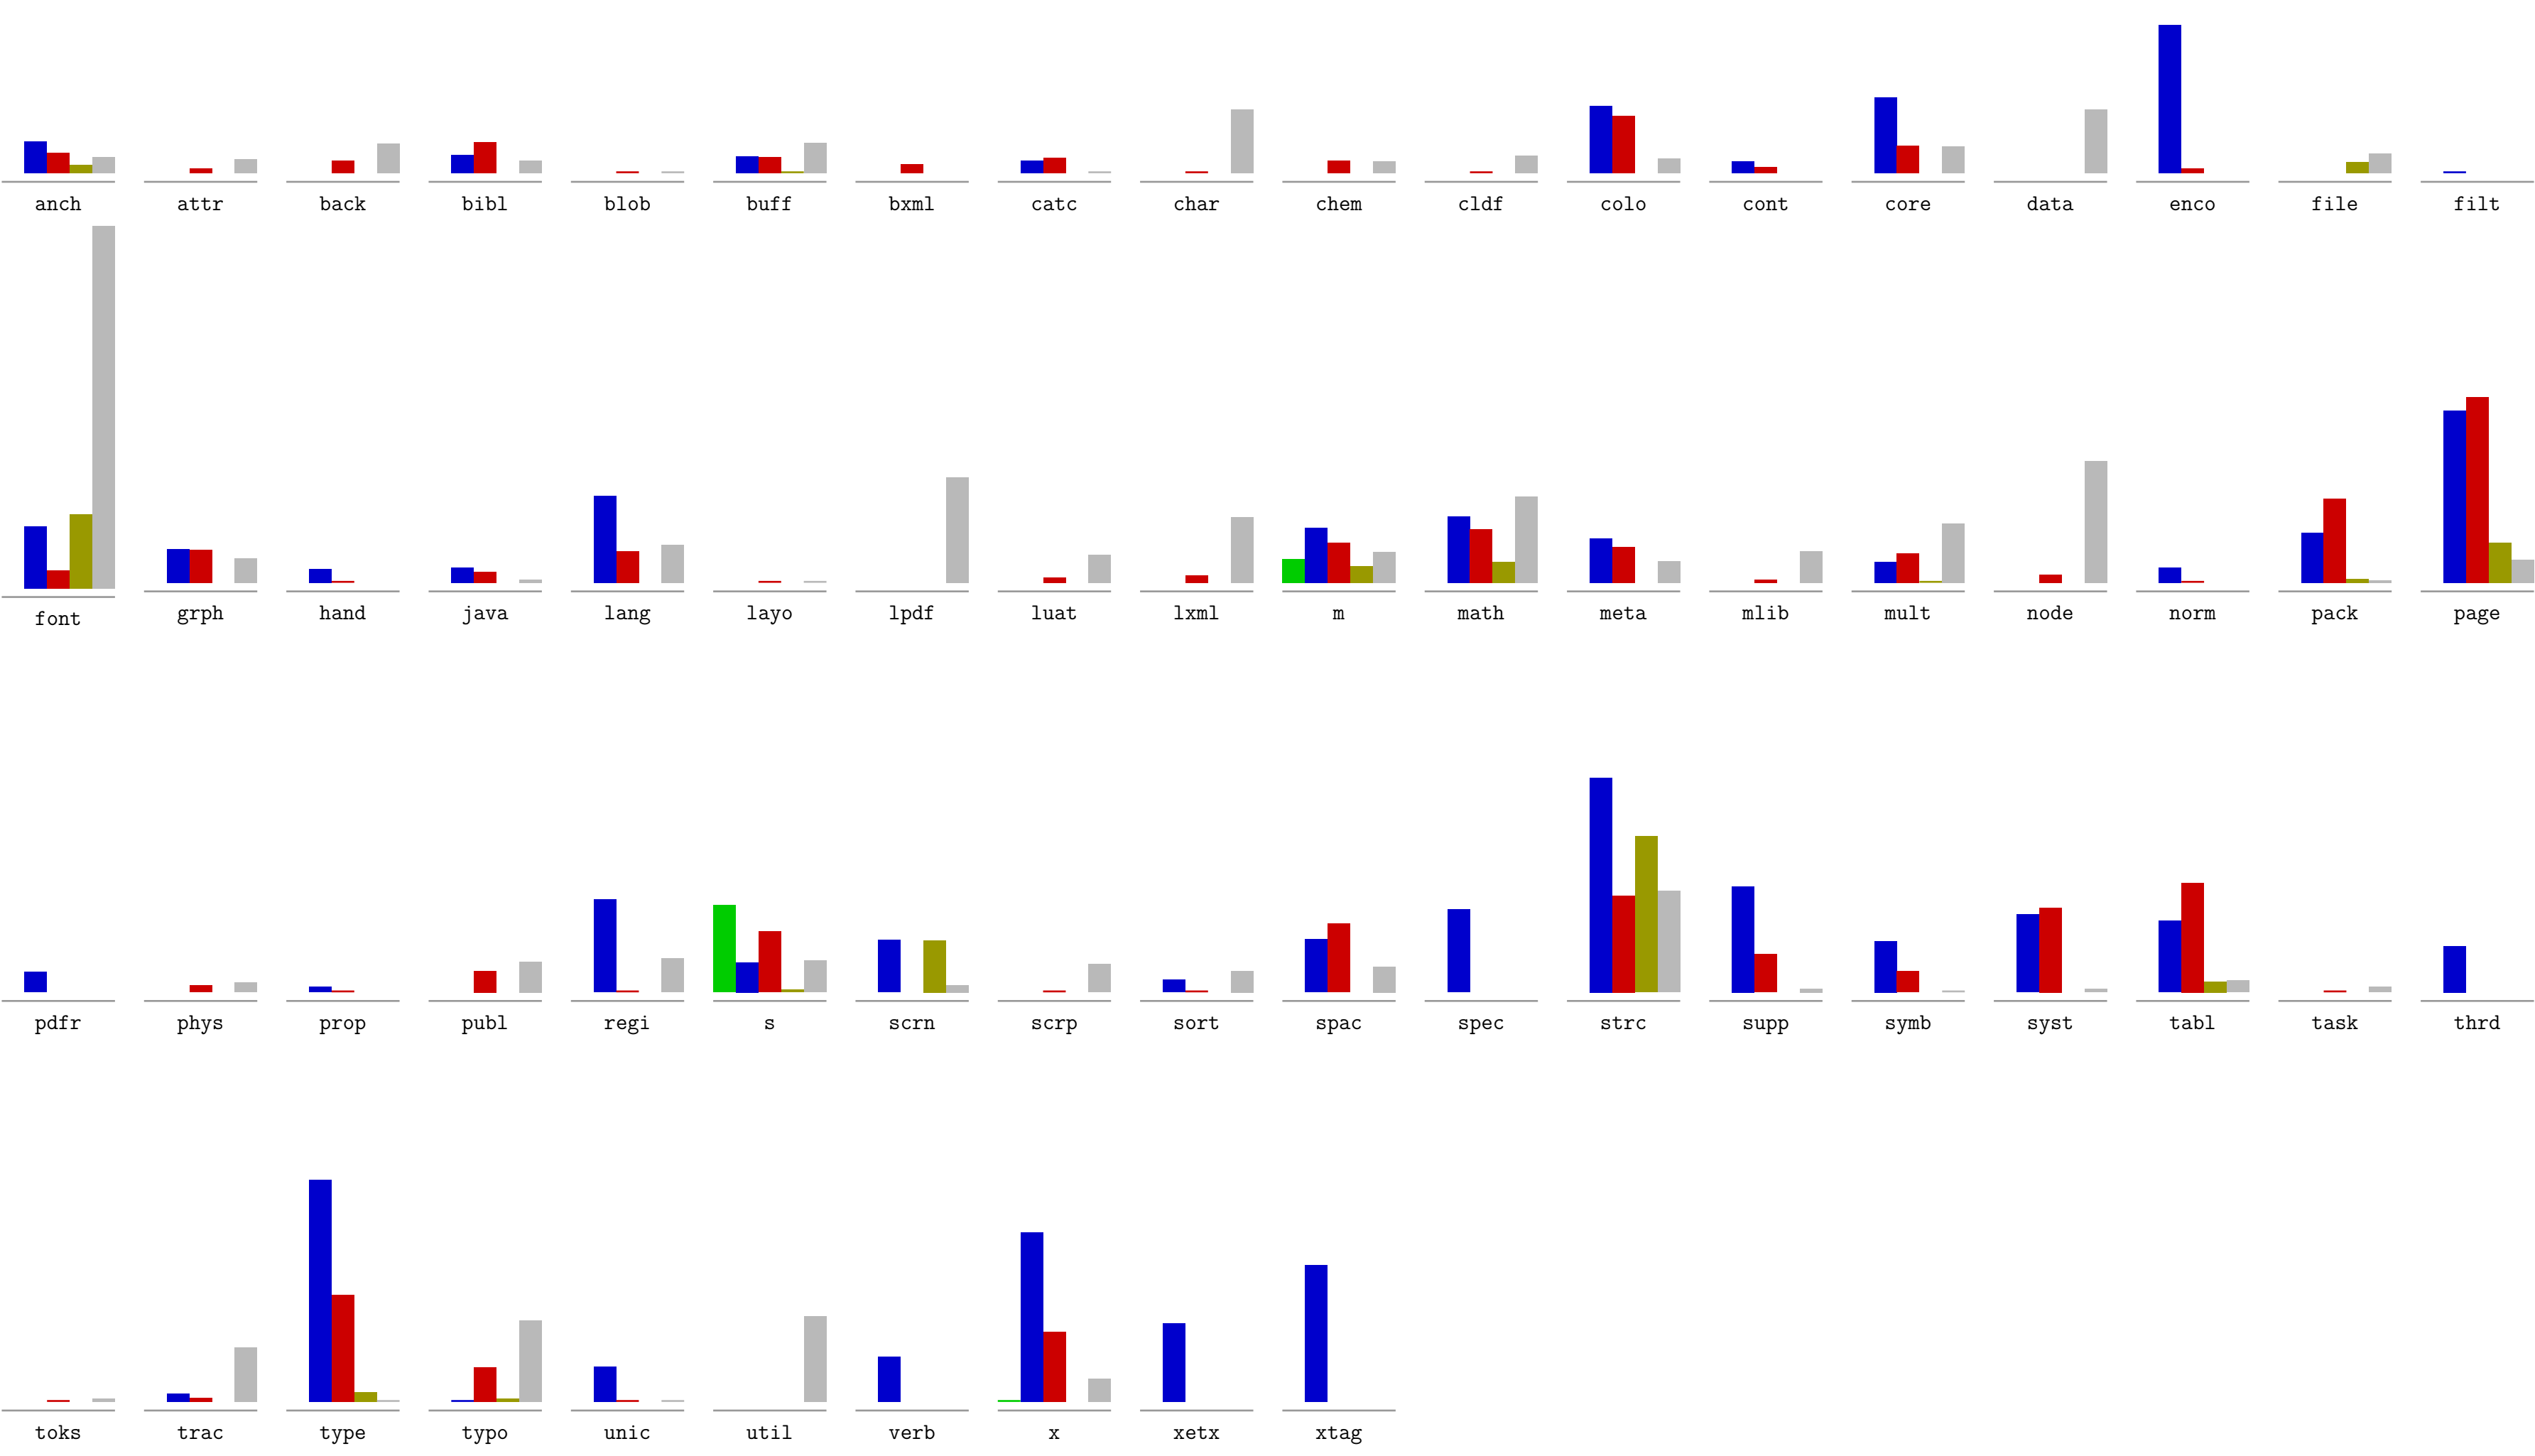 anch attr back bibl blob buff bxml catc char chem cldf colo cont core data enco file filt
font grph hand java lang layo lpdf luat lxml m math meta mlib mult node norm pack page
pdfr phys prop publ regi s scrn scrp sort spac spec strc supp symb syst tabl task thrd
toks trac type typo unic util verb x xetx xtag